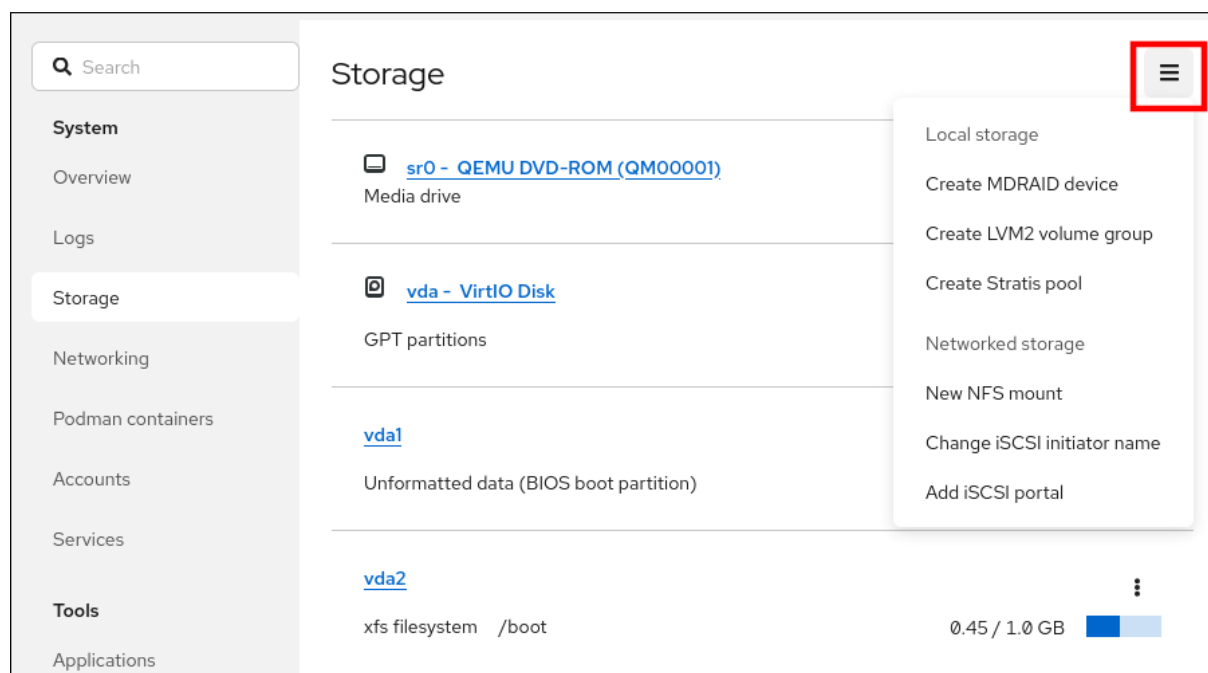 Search
System
Overview
Logs
Storage
Networking
Podman containers
Accounts
Services
Tools
Applications
Storage
sr0 - QEMU DVD-ROM (QM00001)
Media drive
vda - VirtIO Disk
GPT partitions
vda1
Unformatted data (BIOS boot partition)
vda2
xfs filesystem /boot
0.45 / 1.0 GB
Local storage
Create MDRAID device
Create LVM2 volume group
Create Stratis pool
Networked storage
New NFS mount
Change iSCSI initiator name
Add iSCSI portal